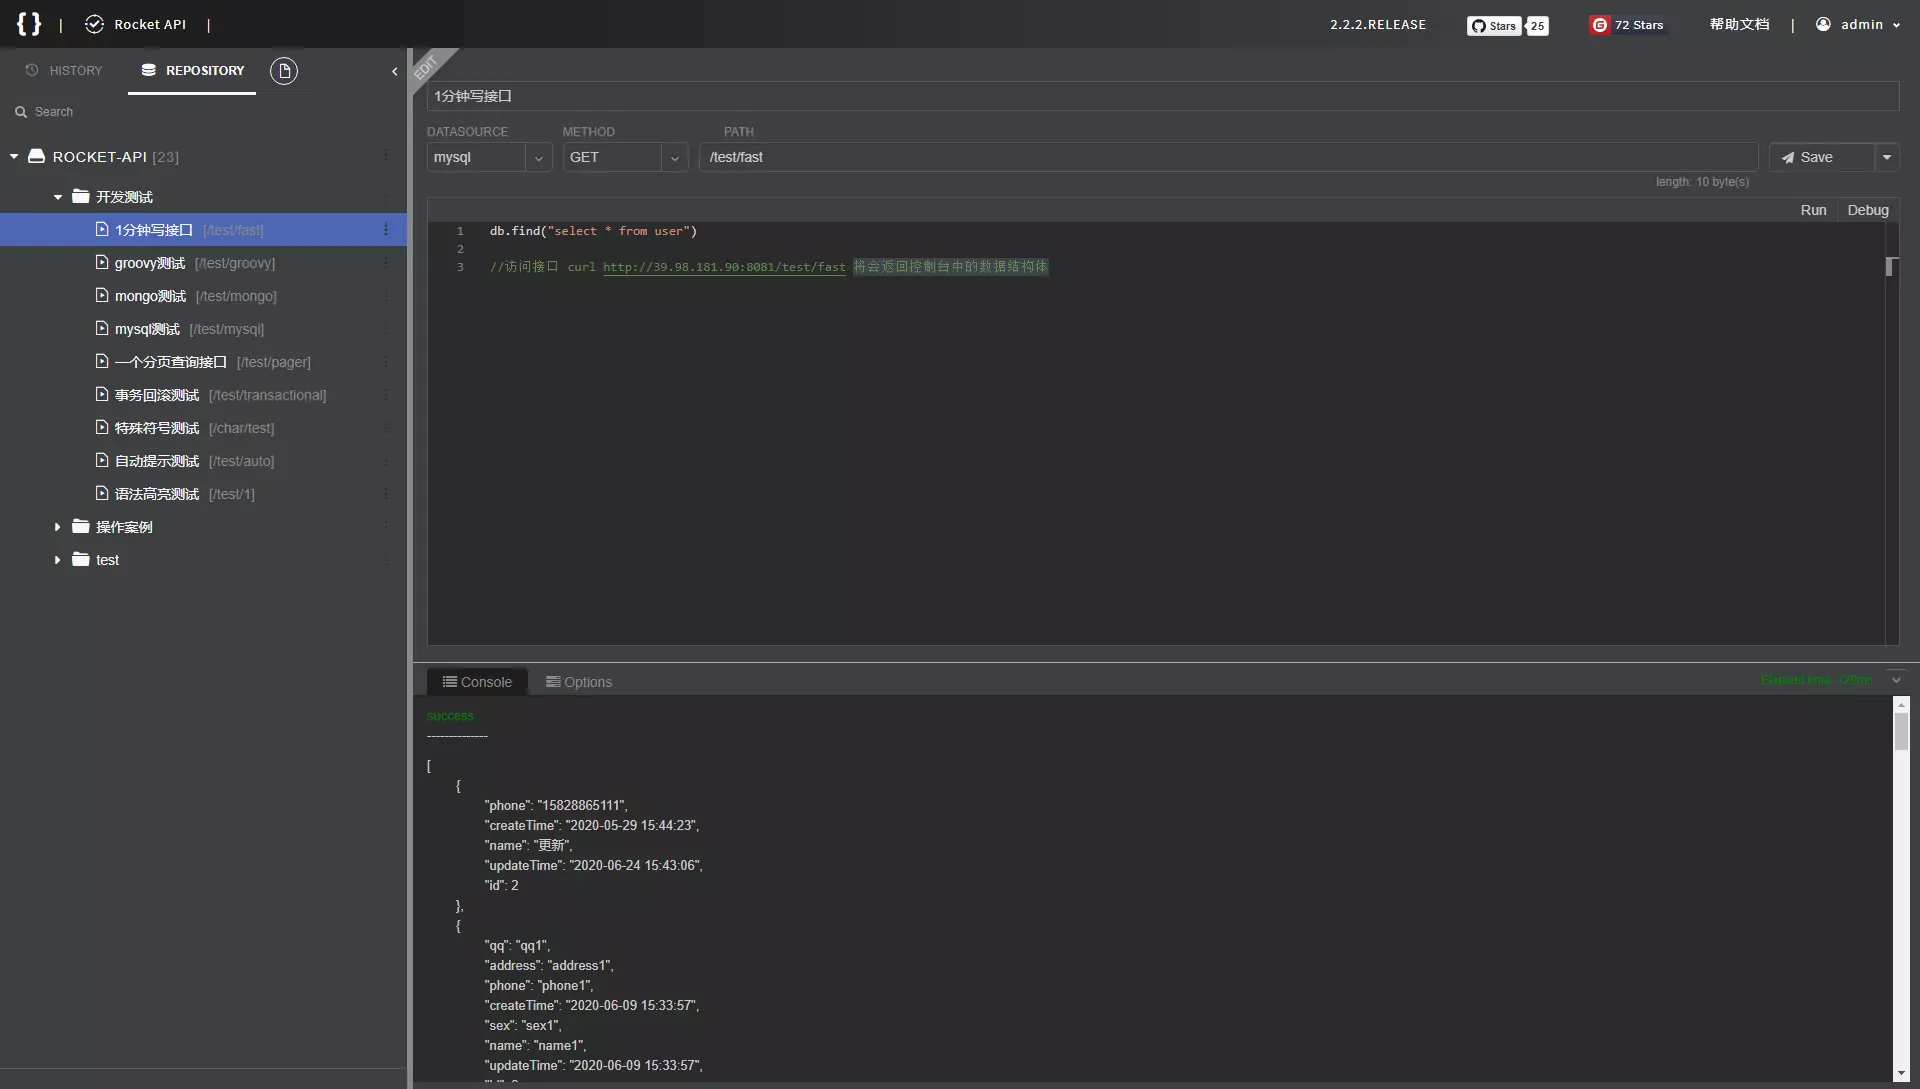 { } | Rocket API |
2.2.2.RELEASE Stars 25 72 Stars 帮助文档 | admin
HISTORY REPOSITORY
Search
ROCKET-API [23]
开发测试
1分钟写接口 [/test/fast]
groovy测试 [/test/groovy]
mongo测试 [/test/mongo]
mysql测试 [/test/mysql]
一个分页查询接口 [/test/pager]
事务回滚测试 [/test/transactional]
特殊符号测试 [/char/test]
自动提示测试 [/test/auto]
语法高亮测试 [/test/1]
操作案例
test
EDIT
1分钟写接口
DATASOURCE METHOD PATH
mysql GET /test/fast Save
length: 10 byte(s)
Run Debug
1 db.find("select * from user")
2
3 //访问接口 curl http://39.98.181.90:8081/test/fast 将会返回控制台中的数据结构体
Console Options
Elapsed time:
success
--------------
[
{
"phone": "15828865111",
"createTime": "2020-05-29 15:44:23",
"name": "更新",
"updateTime": "2020-06-24 15:43:06",
"id": 2
},
{
"qq": "qq1",
"address": "address1",
"phone": "phone1",
"createTime": "2020-06-09 15:33:57",
"sex": "sex1",
"name": "name1",
"updateTime": "2020-06-09 15:33:57",